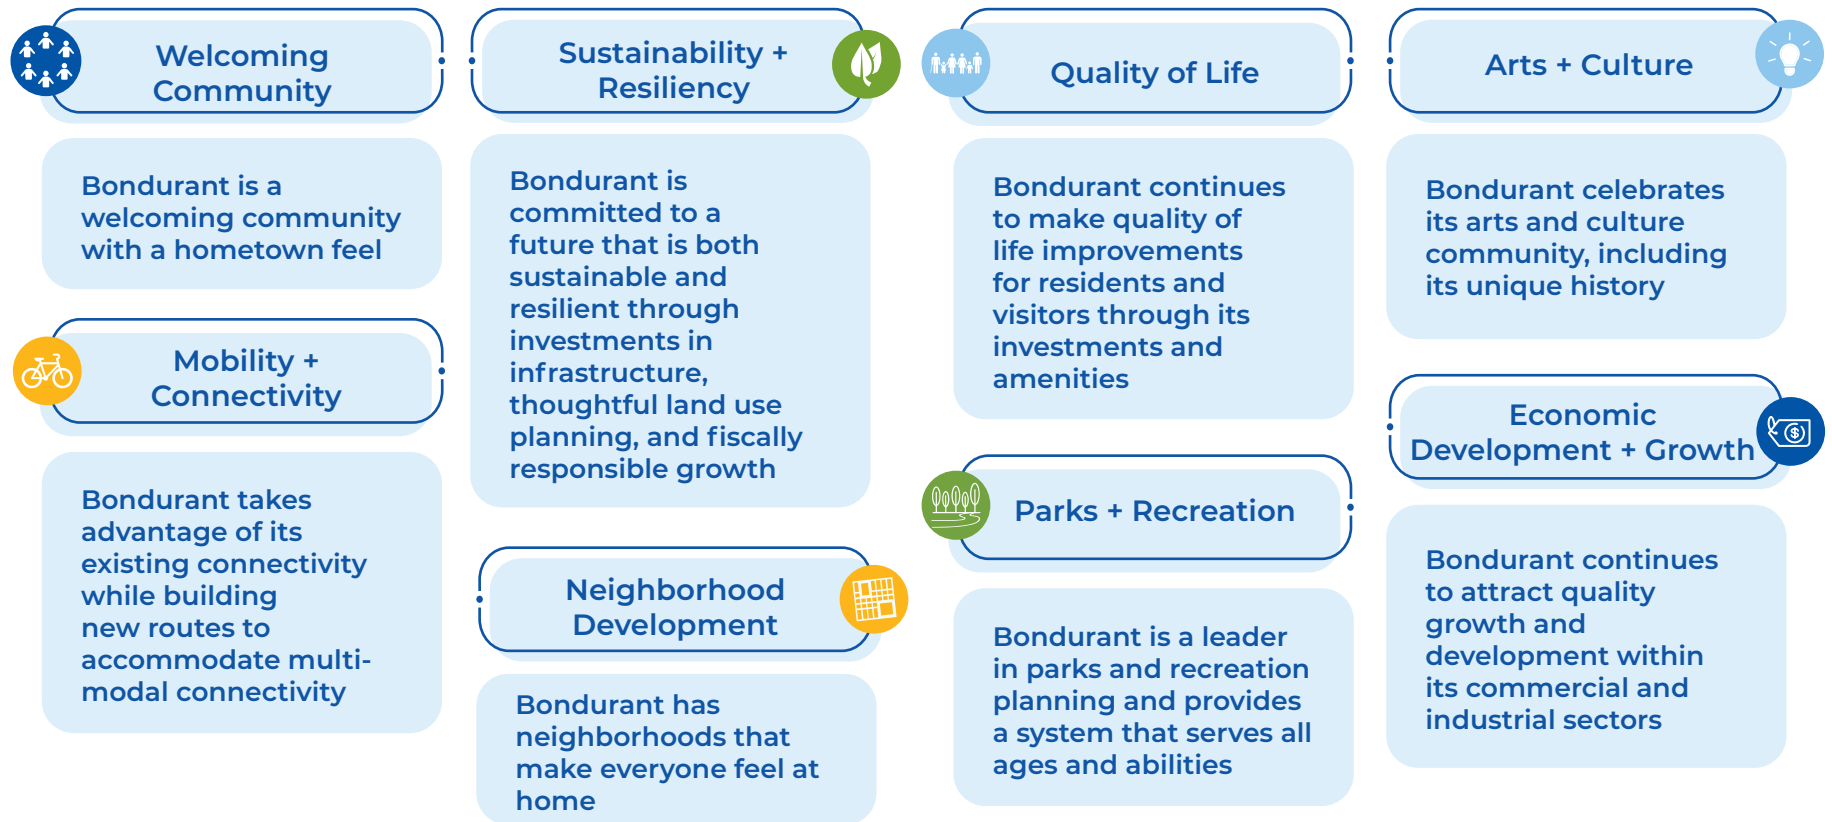 Welcoming
Community
Bondurant is a
welcoming community
with a hometown feel
Mobility +
Connectivity
Bondurant takes
advantage of its
existing connectivity
while building
new routes to
accommodate multi-
modal connectivity
Sustainability +
Resiliency
Bondurant is
committed to a
future that is both
sustainable and
resilient through
investments in
infrastructure,
thoughtful land use
planning, and fiscally
responsible growth
Neighborhood
Development
Bondurant has
neighborhoods that
make everyone feel at
home
Quality of Life
Bondurant continues
to make quality of
life improvements
for residents and
visitors through its
investments and
amenities
Parks + Recreation
Bondurant is a leader
in parks and recreation
planning and provides
a system that serves all
ages and abilities
Arts + Culture
Bondurant celebrates
its arts and culture
community, including
its unique history
Economic
Development + Growth
$
Bondurant continues
to attract quality
growth and
development within
its commercial and
industrial sectors